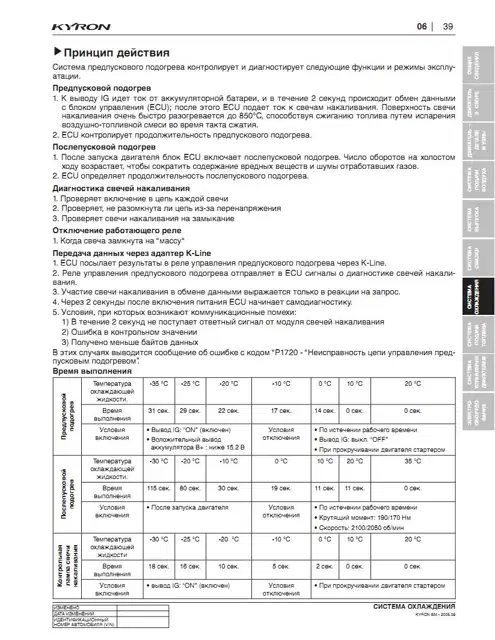 KYRON
06 | 39
Принцип действия
Система предпускового подогрева контролирует и диагностирует следующие функции и режимы эксплу-
атации.
Предпусковой подогрев
1. К выводу IG идет ток от аккумуляторной батареи, и в течение 2 секунд происходит обмен данными
с блоком управления (ECU); после этого ECU подает ток к свечам накаливания. Поверхность свечи
накаливания очень быстро разогревается до 850°C, способствуя сжиганию топлива путем испарения
воздушно-топливной смеси во время такта сжатия.
2. ECU контролирует продолжительность предпускового подогрева.
Послепусковой подогрев
1. После запуска двигателя блок ECU включает послепусковой подогрев. Число оборотов на холостом
ходу возрастает, чтобы сократить содержание вредных веществ и шумы отработавших газов.
2. ECU определяет продолжительность послепускового подогрева.
Диагностика свечей накаливания
1. Проверяет включение в цепь каждой свечи
2. Проверяет, не разомкнута ли цепь из-за перенапряжения
3. Проверяет свечи накаливания на замыкание
Отключение работающего реле
1. Когда свеча замкнута на "массу"
Передача данных через адаптер K-Line
1. ECU посылает результаты в реле управления предпускового подогрева через K-Line.
2. Реле управления предпускового подогрева отправляет в ECU сигналы о диагностике свечей накали-
вания.
3. Участие свечи накаливания в обмене данными выражается только в реакции на запрос.
4. Через 2 секунды после включения питания ECU начинает самодиагностику.
5. Условия, при которых возникают коммуникационные помехи:
1) В течение 2 секунд не поступает ответный сигнал от модуля свечей накаливания
2) Ошибка в контрольном значении
3) Получено меньше байтов данных
В этих случаях выводится сообщение об ошибке с кодом "P1720 - "Неисправность цепи управления пред-
пусковым подогревом".
Время выполнения
Предпусковой подогрев
Температура охлаждающей жидкости. -35 °C -25 °C -20 °C -10 °C 0 °C 10 °C 20 °C
Время выполнения 31 сек. 29 сек. 22 сек. 17 сек. 14 сек. 0 сек. 0 сек.
Условия включения
• Вывод IG: "ON" (включен)
• Воложительный вывод
аккумулятора B+ : ниже 15.2 В
Условия отключения
• По истечении рабочего времени
• Вывод IG: выкл. "OFF"
• При прокручивании двигателя стартером
Послепусковой подогрев
Температура охлаждающей жидкости: -30 °C -20 °C -10 °C 0 °C 10 °C 20 °C 35 °C
Время выполнения 115 сек. 80 сек. 30 сек. 19 сек. 11 сек. 11 сек. 0 сек.
Условия включения
• После запуска двигателя
Условия отключения
• По истечении рабочего времени
• Крутящий момент: 190/170 Нм
• Скорость: 2100/2050 об/мин
Контрольная лампа свечи накаливания
Температура охлаждающей жидкости -30 °C -25 °C -20 °C -10 °C 0 °C 10 °C 20 °C
Время выполнения 18 сек. 16 сек. 10 сек. 5 сек. 2 сек. 0 сек. 0 сек.
Условия включения
• вывод IG: "ON" (включен)
Условия отключения
• При прокручивании двигателя стартером
СИСТЕМА
ОХЛАЖДЕНИЯ
ИЗМЕНЕНО
ДАТА ИЗМЕНЕНИЙ
ИДЕНТИФИКАЦИОННЫЙ
НОМЕР АВТОМОБИЛЯ (VIN)
СИСТЕМА ОХЛАЖДЕНИЯ